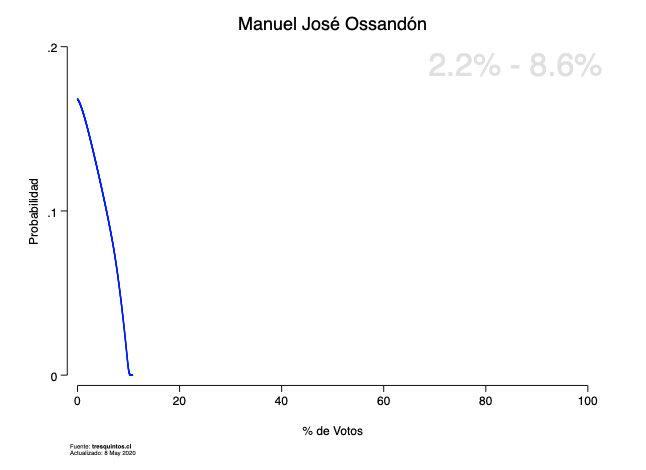 Manuel José Ossandón
2.2% - 8.6%
.2
.1
0
Probabilidad
0 20 40 60 80 100
% de Votos
Fuente: tresquintos.cl
Actualizado: 8 May 2020